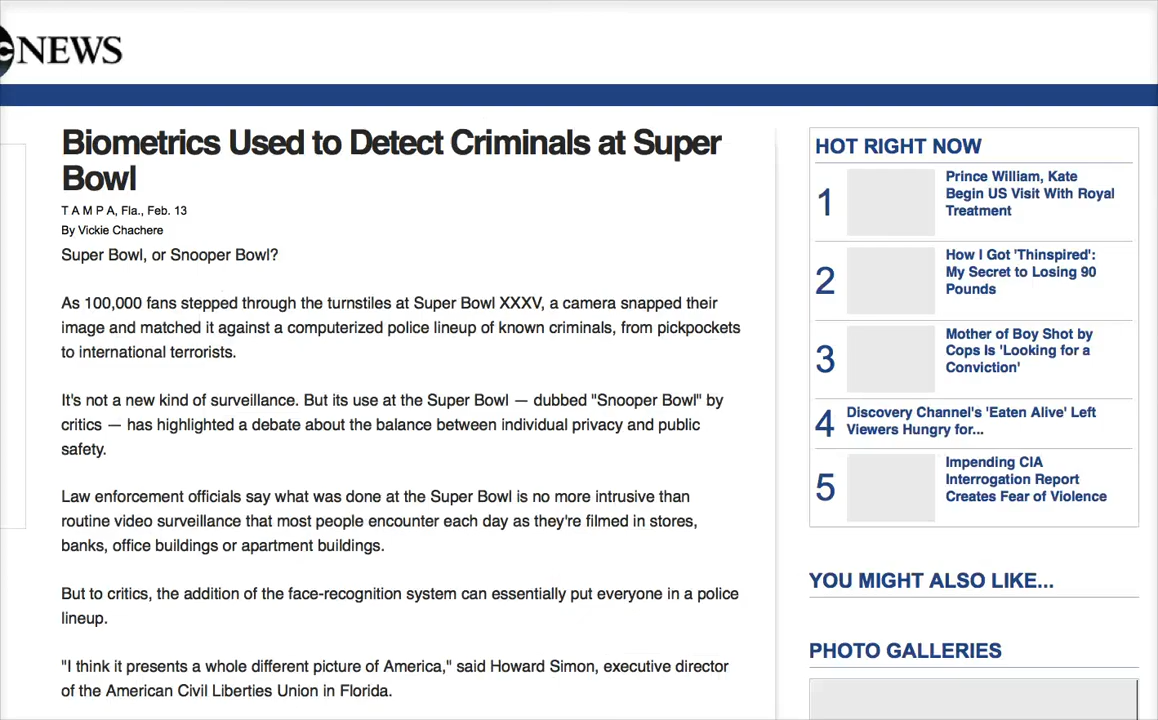 c NEWS
Biometrics Used to Detect Criminals at Super
Bowl
T A M P A, Fla., Feb. 13
By Vickie Chachere
Super Bowl, or Snooper Bowl?
As 100,000 fans stepped through the turnstiles at Super Bowl XXXV, a camera snapped their
image and matched it against a computerized police lineup of known criminals, from pickpockets
to international terrorists.
It's not a new kind of surveillance. But its use at the Super Bowl — dubbed "Snooper Bowl" by
critics — has highlighted a debate about the balance between individual privacy and public
safety.
Law enforcement officials say what was done at the Super Bowl is no more intrusive than
routine video surveillance that most people encounter each day as they're filmed in stores,
banks, office buildings or apartment buildings.
But to critics, the addition of the face-recognition system can essentially put everyone in a police
lineup.
"I think it presents a whole different picture of America," said Howard Simon, executive director
of the American Civil Liberties Union in Florida.
HOT RIGHT NOW
1
Prince William, Kate
Begin US Visit With Royal
Treatment
2
How I Got 'Thinspired':
My Secret to Losing 90
Pounds
3
Mother of Boy Shot by
Cops Is 'Looking for a
Conviction'
4
Discovery Channel's 'Eaten Alive' Left
Viewers Hungry for...
5
Impending CIA
Interrogation Report
Creates Fear of Violence
YOU MIGHT ALSO LIKE...
PHOTO GALLERIES